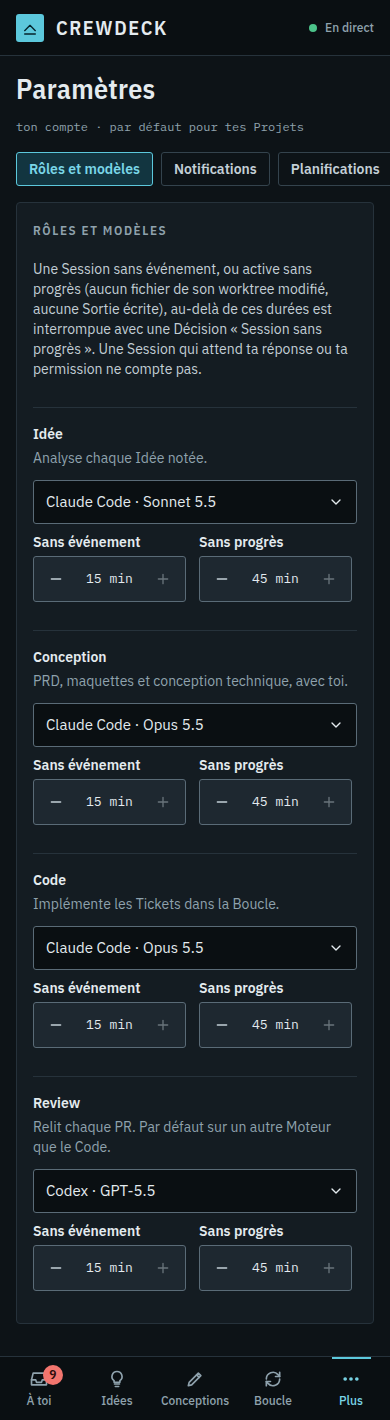 CREWDECK
En direct
Paramètres
ton compte · par défaut pour tes Projets
Rôles et modèles
Notifications
Planifications
RÔLES ET MODÈLES
Une Session sans événement, ou active sans
progrès (aucun fichier de son worktree modifié,
aucune Sortie écrite), au-delà de ces durées est
interrompue avec une Décision « Session sans
progrès ». Une Session qui attend ta réponse ou ta
permission ne compte pas.
Idée
Analyse chaque Idée notée.
Claude Code · Sonnet 5.5
Sans événement Sans progrès
15 min 45 min
Conception
PRD, maquettes et conception technique, avec toi.
Claude Code · Opus 5.5
Sans événement Sans progrès
15 min 45 min
Code
Implémente les Tickets dans la Boucle.
Claude Code · Opus 5.5
Sans événement Sans progrès
15 min 45 min
Review
Relit chaque PR. Par défaut sur un autre Moteur
que le Code.
Codex · GPT-5.5
Sans événement Sans progrès
15 min 45 min
9
À toi Idées Conceptions Boucle Plus